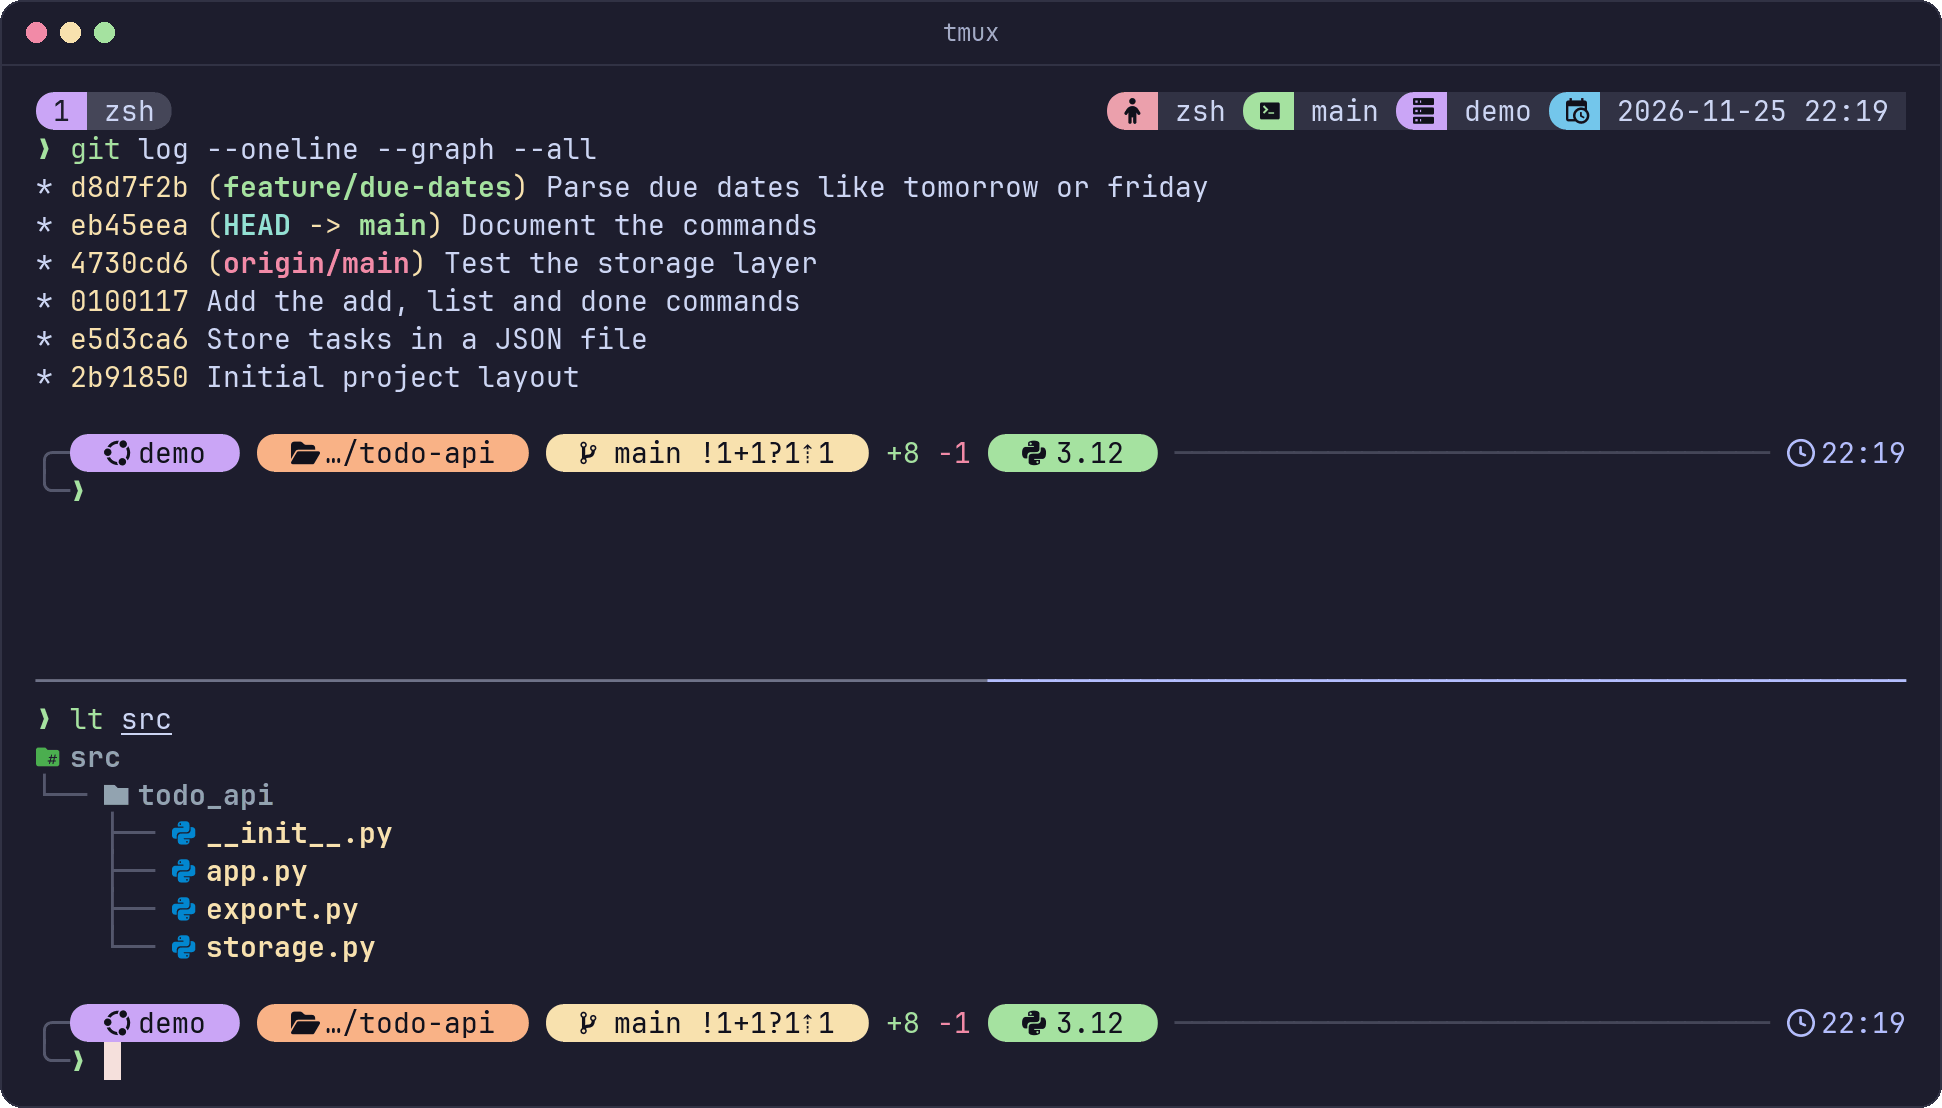 tmux
1 zsh zsh main demo 2026-11-25 22:19
❯ git log --oneline --graph --all
* d8d7f2b (feature/due-dates) Parse due dates like tomorrow or friday
* eb45eea (HEAD -> main) Document the commands
* 4730cd6 (origin/main) Test the storage layer
* 0100117 Add the add, list and done commands
* e5d3ca6 Store tasks in a JSON file
* 2b91850 Initial project layout
demo …/todo-api main !1+1?1⇡1 +8 -1 3.12 22:19
❯
❯ lt src
src
└── todo_api
├── __init__.py
├── app.py
├── export.py
└── storage.py
demo …/todo-api main !1+1?1⇡1 +8 -1 3.12 22:19
❯